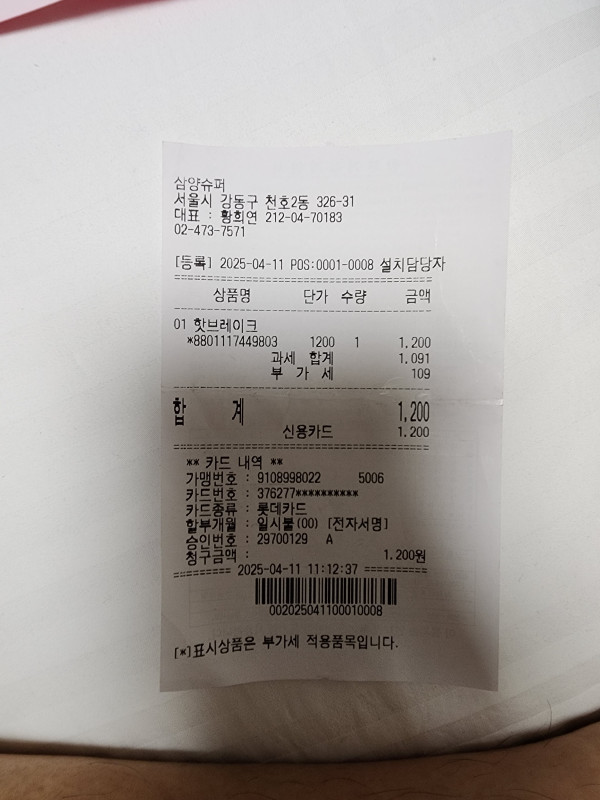 삼양슈퍼
서울시 강동구 천호2동 326-31
대표 : 황희연 212-04-70183
02-473-7571
[등록] 2025-04-11 POS:0001-0008 설치담당자
상품명 단가 수량 금액
01 핫브레이크
*8801117449803 1200 1 1,200
과세 합계 1,091
부 가 세 109
합 계 1,200
신용카드 1,200
** 카드 내역 **
가맹번호 : 9108998022 5006
카드번호 : 376277**********
카드종류 : 롯데카드
할부개월 : 일시불(00) [전자서명]
승인번호 : 29700129 A
청구금액 : 1,200원
========= 2025-04-11 11:12:37 ==========
002025041100010008
[*]표시상품은 부가세 적용품목입니다.